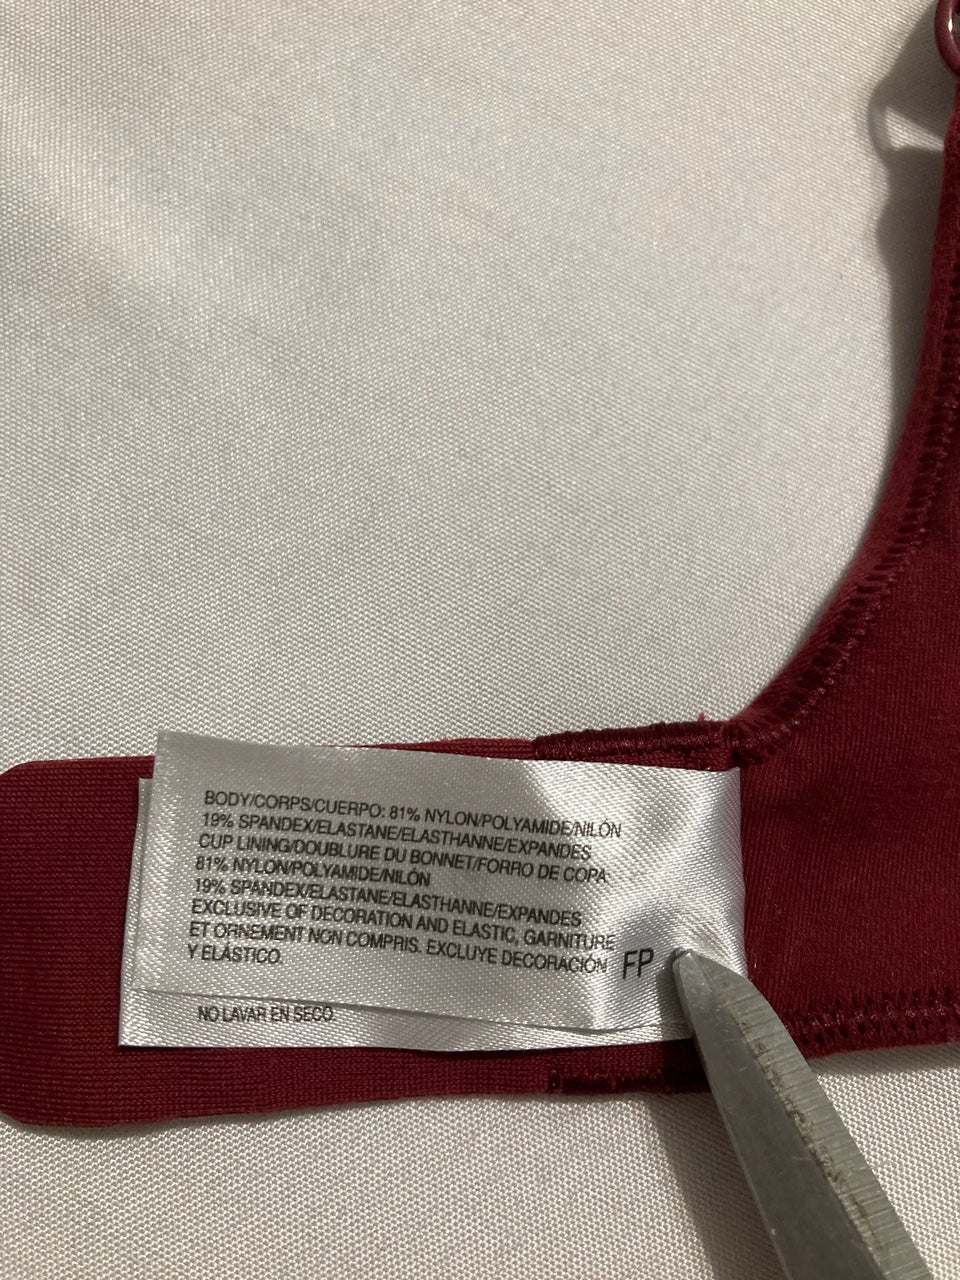 BODY/CORPS/CUERPO: 81% NYLON/POLYAMIDE/NILÓN
19% SPANDEX/ELASTANE/ELASTHANNE/EXPANDES
CUP LINING/DOUBLURE DU BONNET/FORRO DE COPA:
81% NYLON/POLYAMIDE/NILÓN
19% SPANDEX/ELASTANE/ELASTHANNE/EXPANDES
EXCLUSIVE OF DECORATION AND ELASTIC, GARNITURE
ET ORNEMENT NON COMPRIS. EXCLUYE DECORACIÓN
Y ELÁSTICO.
FP
NO LAVAR EN SECO.